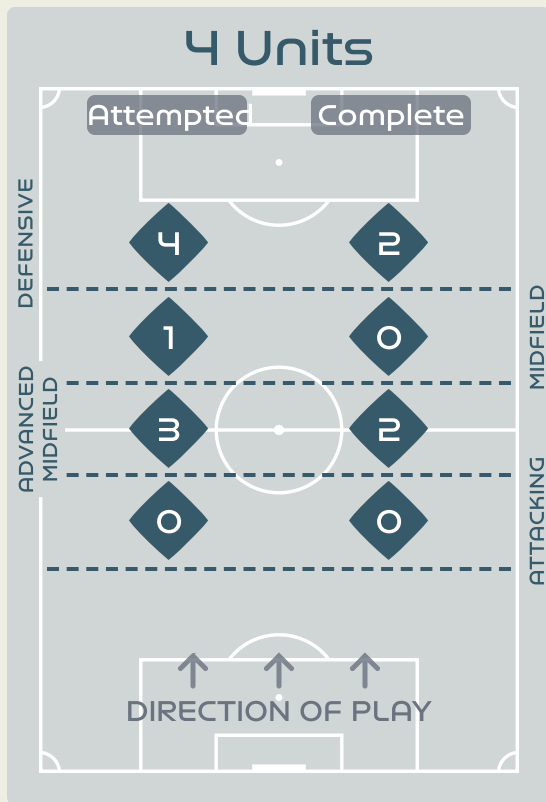 4 Units
Attempted
Complete
DEFENSIVE
4
2
MIDFIELD
1
0
ADVANCED
MIDFIELD
3
2
ATTACKING
0
0
DIRECTION OF PLAY